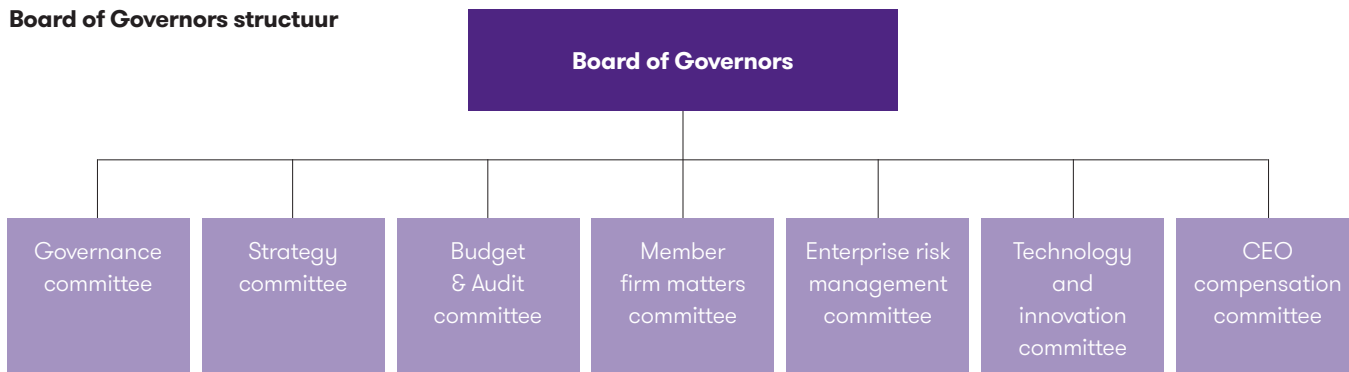 Board of Governors structuur
Board of Governors
Governance
committee
Strategy
committee
Budget
& Audit
committee
Member
firm matters
committee
Enterprise risk
management
committee
Technology
and
innovation
committee
CEO
compensation
committee